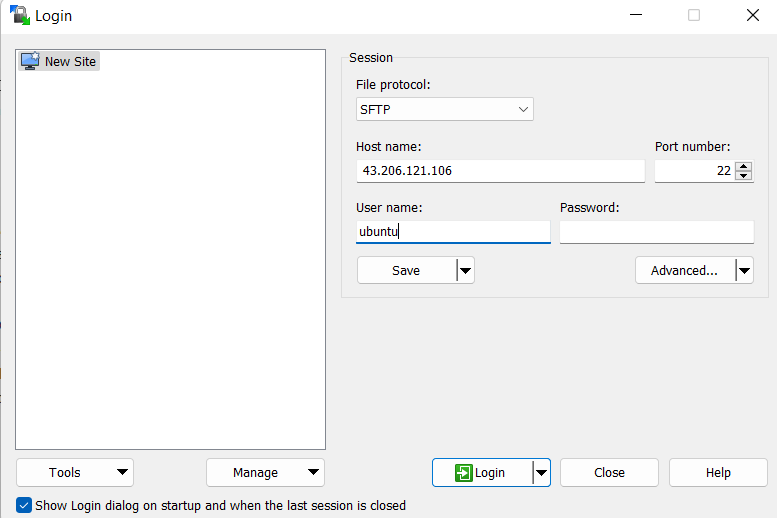 Login
New Site
Session
File protocol:
SFTP
Host name:
Port number:
43.206.121.106
22
User name:
Password:
ubuntu
Save
Advanced...
Tools
Manage
Login
Close
Help
Show Login dialog on startup and when the last session is closed